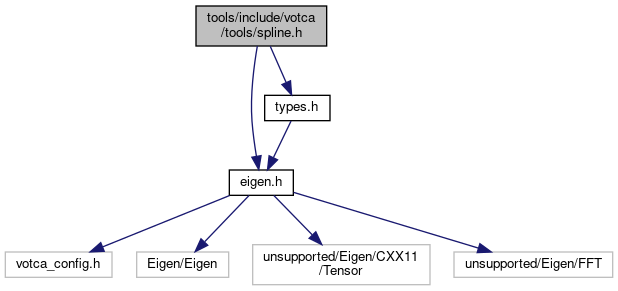 tools/include/votca
/tools/spline.h
types.h
eigen.h
votca_config.h
Eigen/Eigen
unsupported/Eigen/CXX11
/Tensor
unsupported/Eigen/FFT